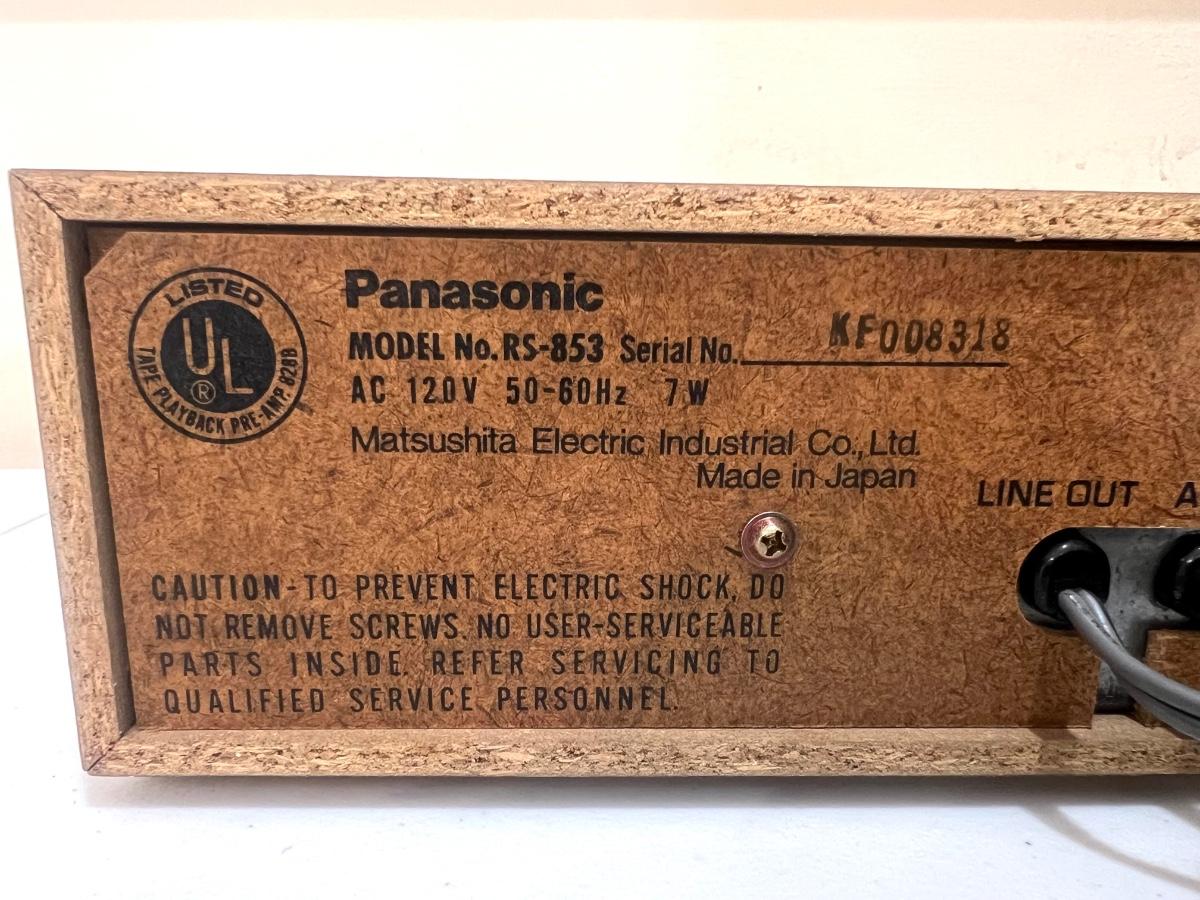 LISTED
UL
®
TAPE PLAYBACK PRE-AMP. 828B
Panasonic
MODEL No. RS-853 Serial No. KF008318
AC 120V 50-60Hz 7W
Matsushita Electric Industrial Co., Ltd.
Made in Japan
LINE OUT A
CAUTION-TO PREVENT ELECTRIC SHOCK, DO
NOT REMOVE SCREWS. NO USER-SERVICEABLE
PARTS INSIDE. REFER SERVICING TO
QUALIFIED SERVICE PERSONNEL.